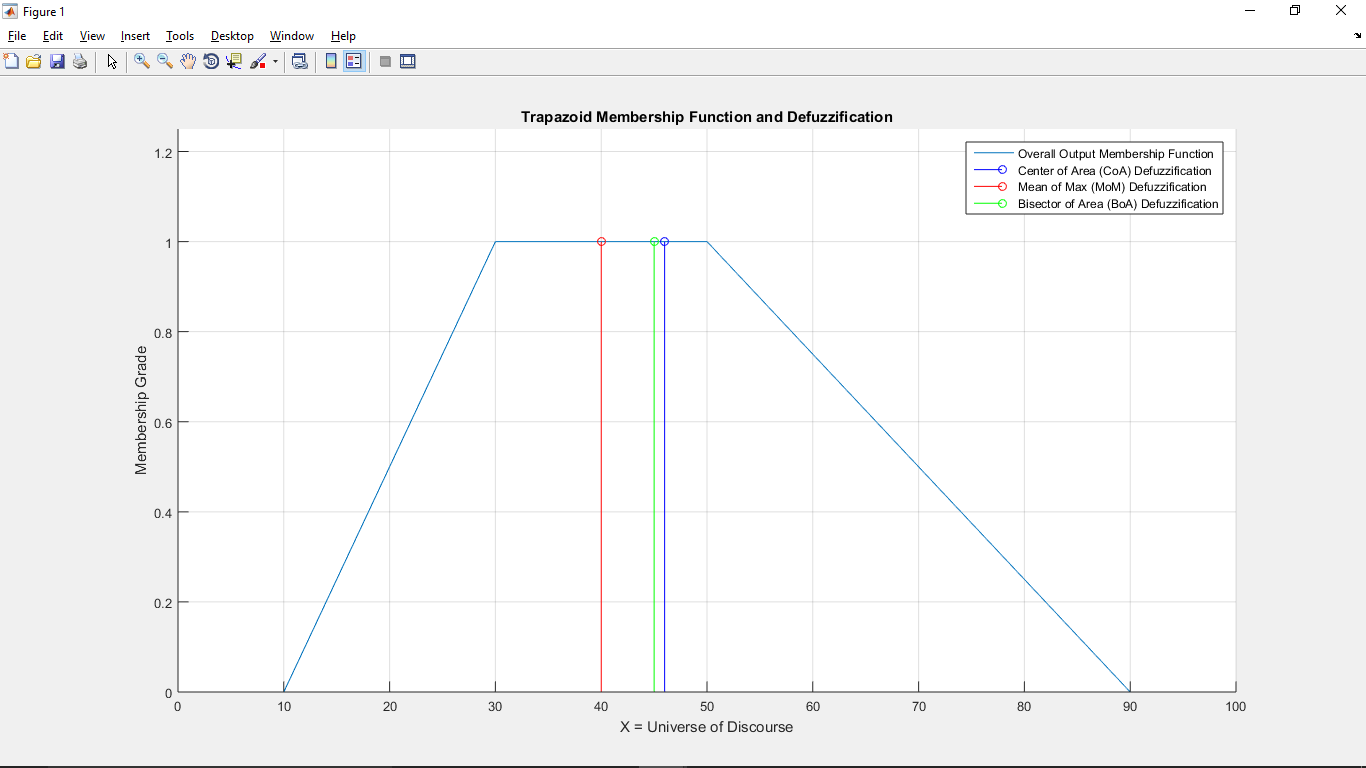 Figure 1
File Edit View Insert Tools Desktop Window Help
Trapazoid Membership Function and Defuzzification
Overall Output Membership Function
Center of Area (CoA) Defuzzification
Mean of Max (MoM) Defuzzification
Bisector of Area (BoA) Defuzzification
1.2
1
0.8
0.6
0.4
0.2
0
Membership Grade
0 10 20 30 40 50 60 70 80 90 100
X = Universe of Discourse